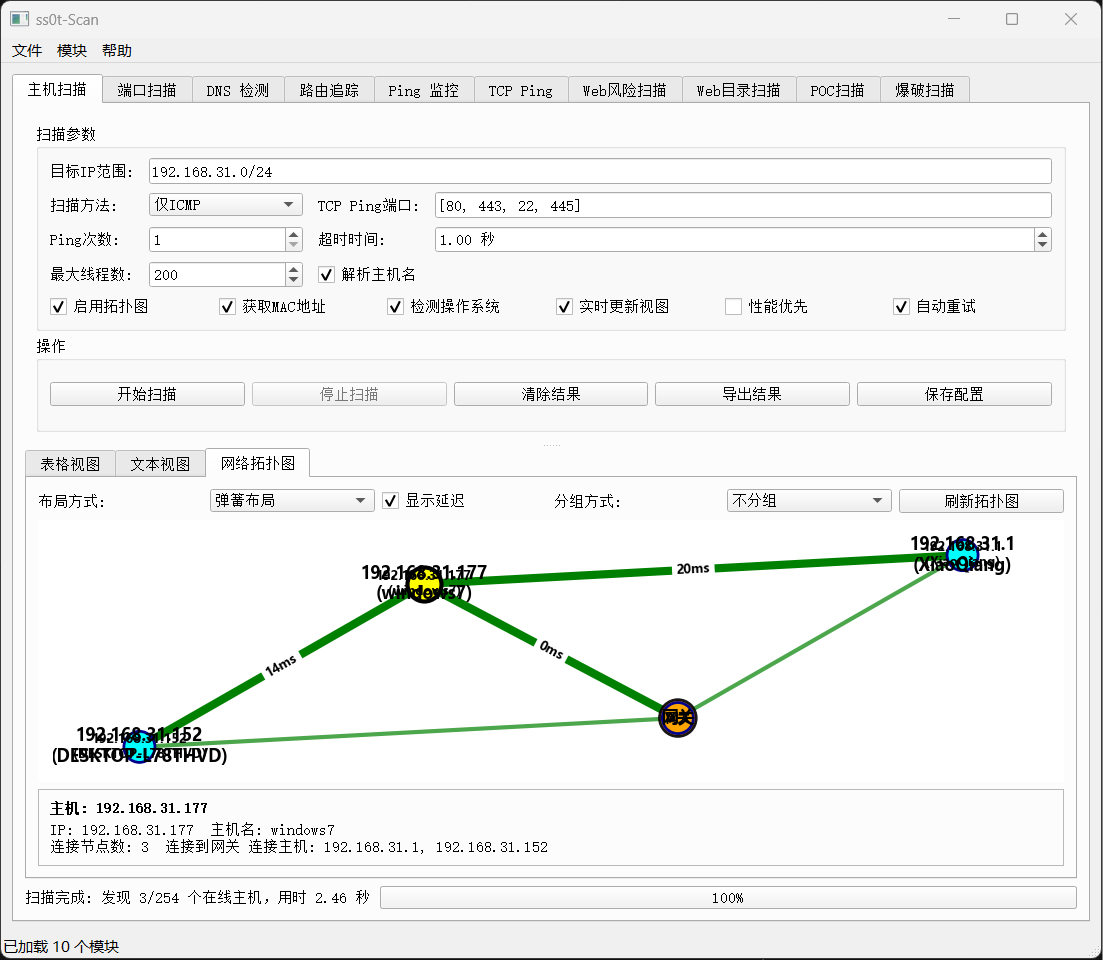 ss0t-Scan
文件 模块 帮助
主机扫描 端口扫描 DNS 检测 路由追踪 Ping 监控 TCP Ping Web风险扫描 Web目录扫描 POC扫描 爆破扫描
扫描参数
目标IP范围: 192.168.31.0/24
扫描方法: 仅ICMP TCP Ping端口: [80, 443, 22, 445]
Ping次数: 1 超时时间: 1.00 秒
最大线程数: 200 解析主机名
启用拓扑图 获取MAC地址 检测操作系统 实时更新视图 性能优先 自动重试
操作
开始扫描 停止扫描 清除结果 导出结果 保存配置
表格视图 文本视图 网络拓扑图
布局方式: 弹簧布局 显示延迟 分组方式: 不分组 刷新拓扑图
192.168.31.1
(XiaoQiang)
192.168.31.177
(windows7)
20ms
0ms
14ms
网关
192.168.31.152
(DESKTOP-L78THVD)
主机: 192.168.31.177
IP: 192.168.31.177 主机名: windows7
连接节点数: 3 连接到网关 连接主机: 192.168.31.1, 192.168.31.152
扫描完成: 发现 3/254 个在线主机，用时 2.46 秒 100%
已加载 10 个模块